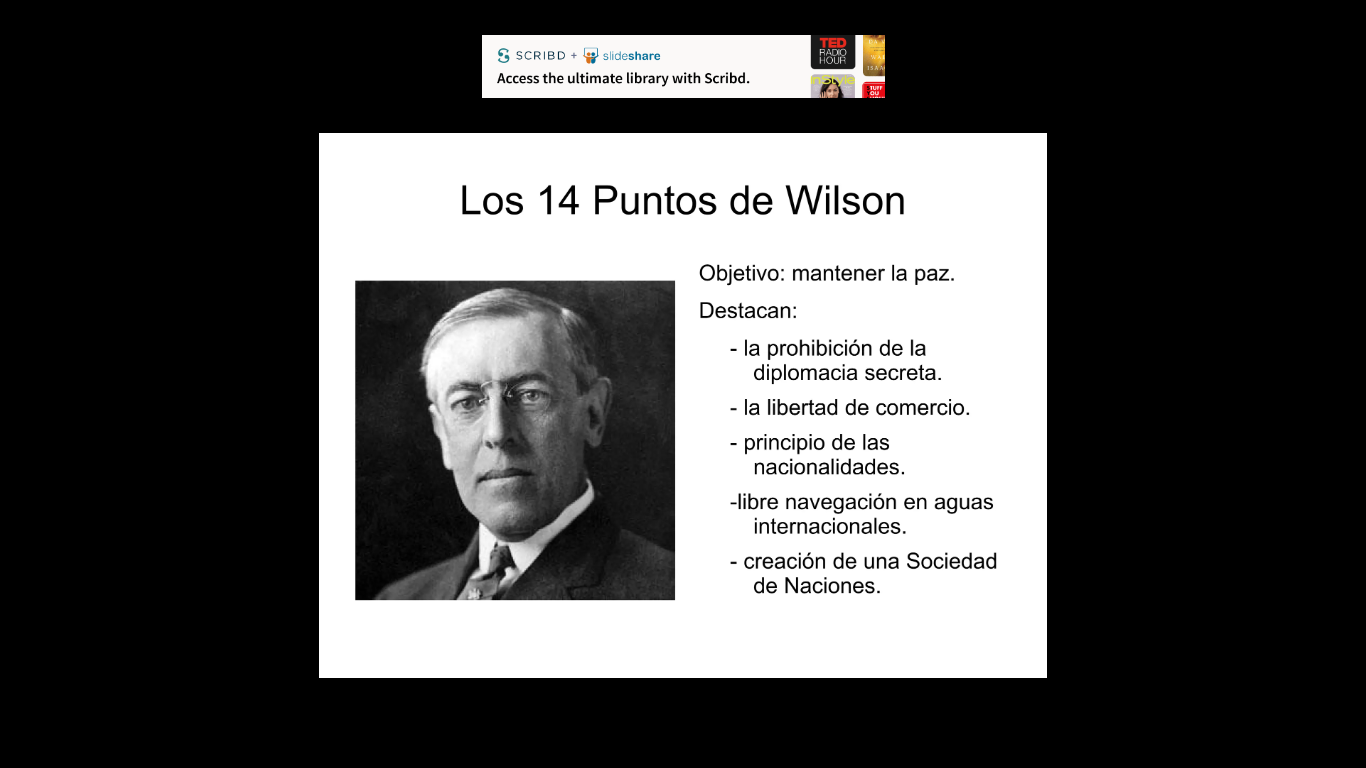 SCRIBD + slideshare
Access the ultimate library with Scribd.
TED
RADIO
HOUR
InStyle
TUFF
Los 14 Puntos de Wilson
Objetivo: mantener la paz.
Destacan:
- la prohibición de la
diplomacia secreta.
- la libertad de comercio.
- principio de las
nacionalidades.
-libre navegación en aguas
internacionales.
- creación de una Sociedad
de Naciones.